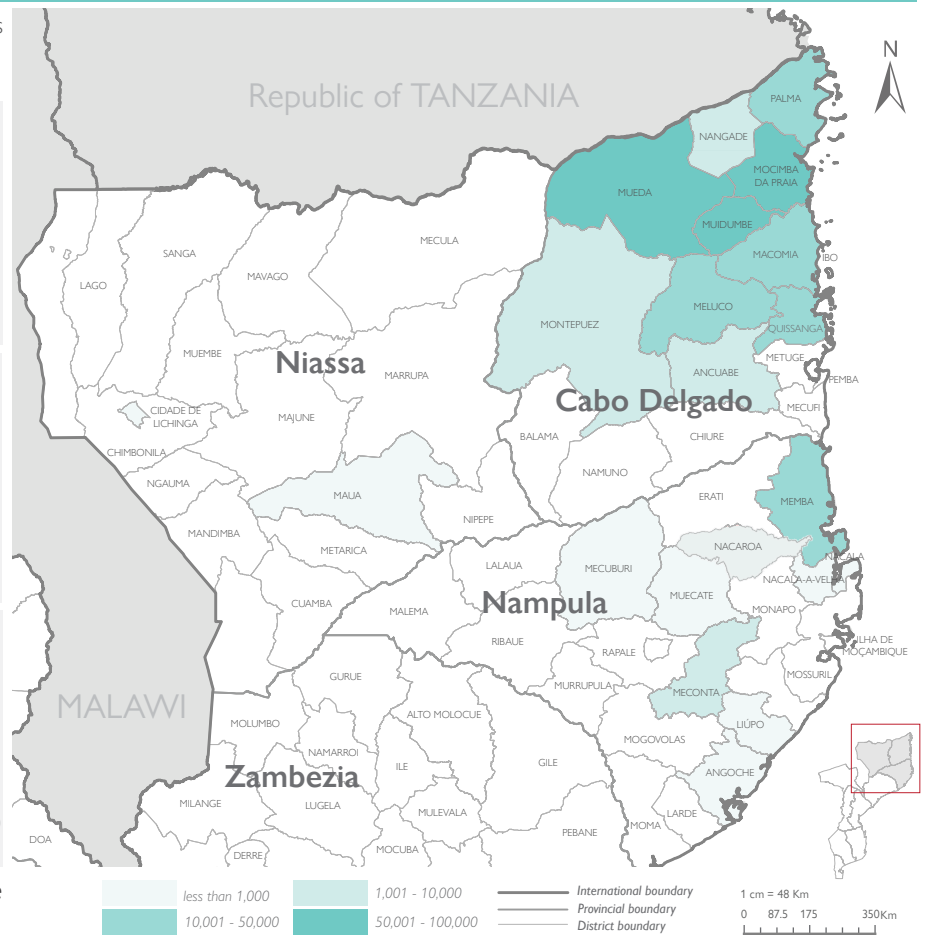 s
N
Republic of TANZANIA
PALMA
NANGADE
MOCIMBA
DA PRAIA
MUEDA
MUIDUMBE
MECULA
SANGA
MACOMIA
IBO
MAVAGO
LAGO
MELUCO
MONTEPUEZ
QUISSANGA
MUEMBE
METUGE
Niassa
MARRUPA
ANCUABE
PEMBA
Cabo Delgado
MECUFI
CIDADE DE
LICHINGA
MAJUNE
BALAMA
CHIURE
CHIMBONILA
NAMUNO
NGAUMA
MAUA
ERATI
MEMBA
NIPEPE
MANDIMBA
METARICA
NACAROA
NACALA
LALAUA
MECUBURI
NACALA-A-VELHA
MUECATE
CUAMBA
Nampula
MALEMA
MONAPO
RIBAUE
RAPALE
ILHA DE
MOÇAMBIQUE
GURUE
MURRUPULA
MOSSURIL
MECONTA
MALAWI
ALTO MOLOCUE
MOLUMBO
LIÚPO
MOGOVOLAS
NAMARROI
ILE
GILE
Zambezia
ANGOCHE
MILANGE
LUGELA
MULEVALA
LARDE
MOMA
PEBANE
DOA
MOCUBA
DERRE
e
less than 1,000
1,001 - 10,000
10,001 - 50,000
50,001 - 100,000
International boundary
Provincial boundary
District boundary
1 cm = 48 Km
0 87.5 175 350Km